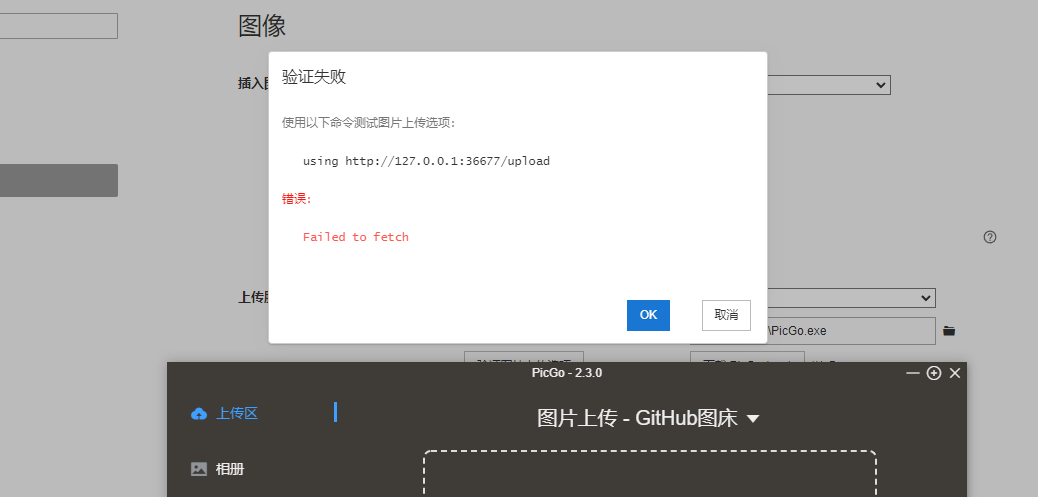 图像
插入
验证失败
使用以下命令测试图片上传选项:
using http://127.0.0.1:36677/upload
错误:
Failed to fetch
上传
OK
取消
\PicGo.exe
PicGo - 2.3.0
上传区
图片上传 - GitHub图床
相册